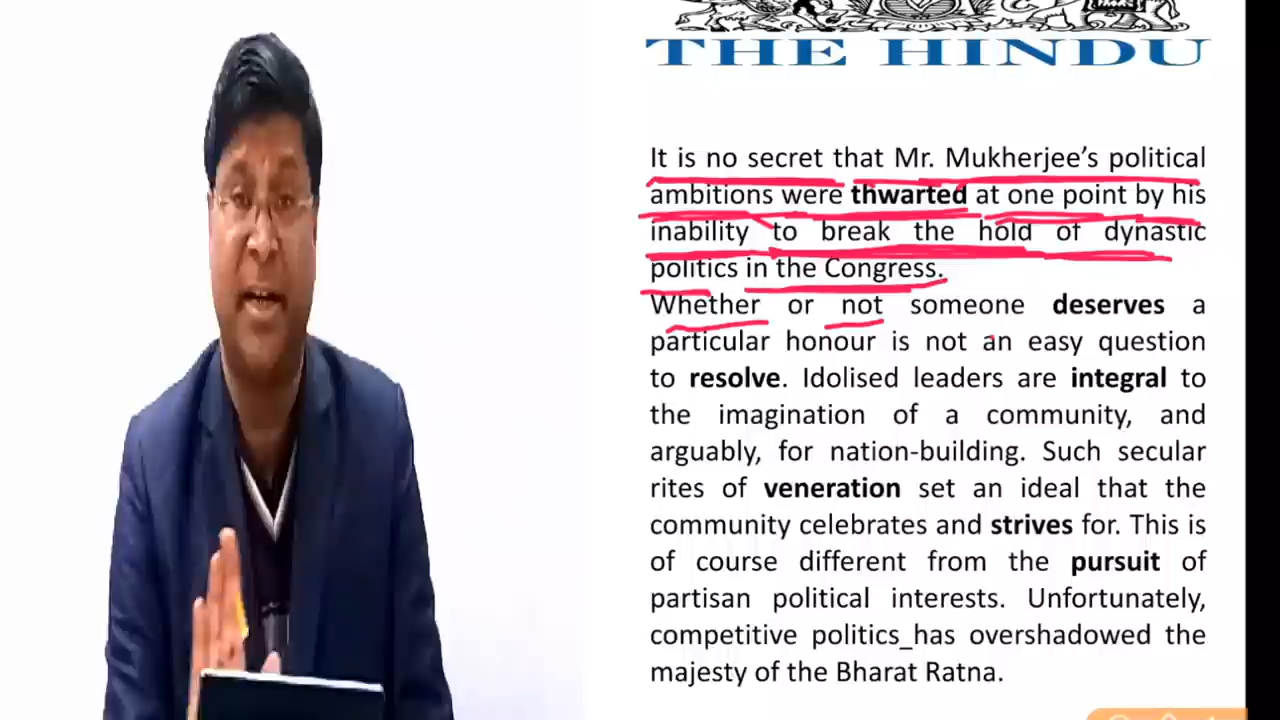 THE HINDU
It is no secret that Mr. Mukherjee's political
ambitions were thwarted at one point by his
inability to break the hold of dynastic
politics in the Congress.
Whether or not someone deserves a
particular honour is not an easy question
to resolve. Idolised leaders are integral to
the imagination of a community, and
arguably, for nation-building. Such secular
rites of veneration set an ideal that the
community celebrates and strives for. This is
of course different from the pursuit of
partisan political interests. Unfortunately,
competitive politics_has overshadowed the
majesty of the Bharat Ratna.